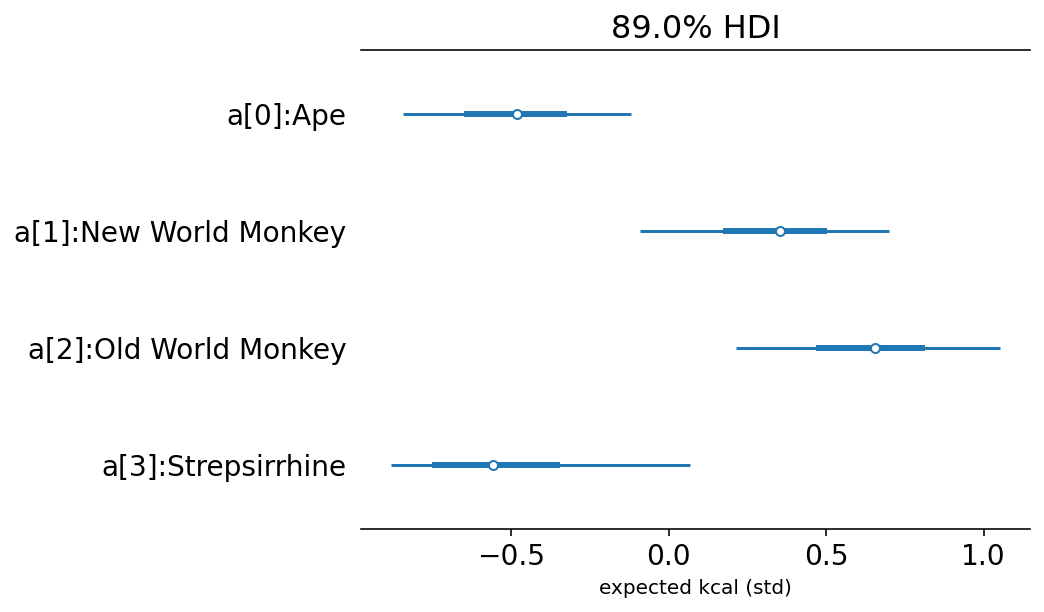 89.0% HDI
a[0]:Ape
a[1]:New World Monkey
a[2]:Old World Monkey
a[3]:Strepsirrhine
−0.5 0.0 0.5 1.0
expected kcal (std)